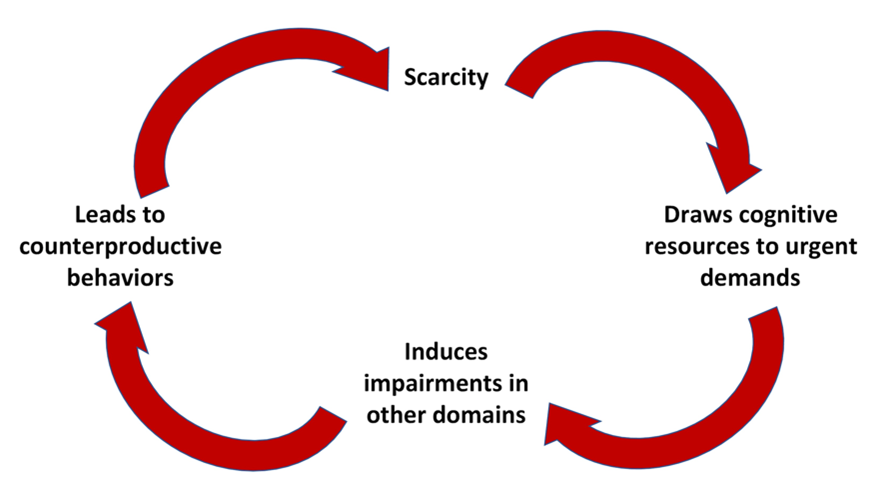 Scarcity
Draws cognitive
resources to urgent
demands
Induces
impairments in
other domains
Leads to
counterproductive
behaviors